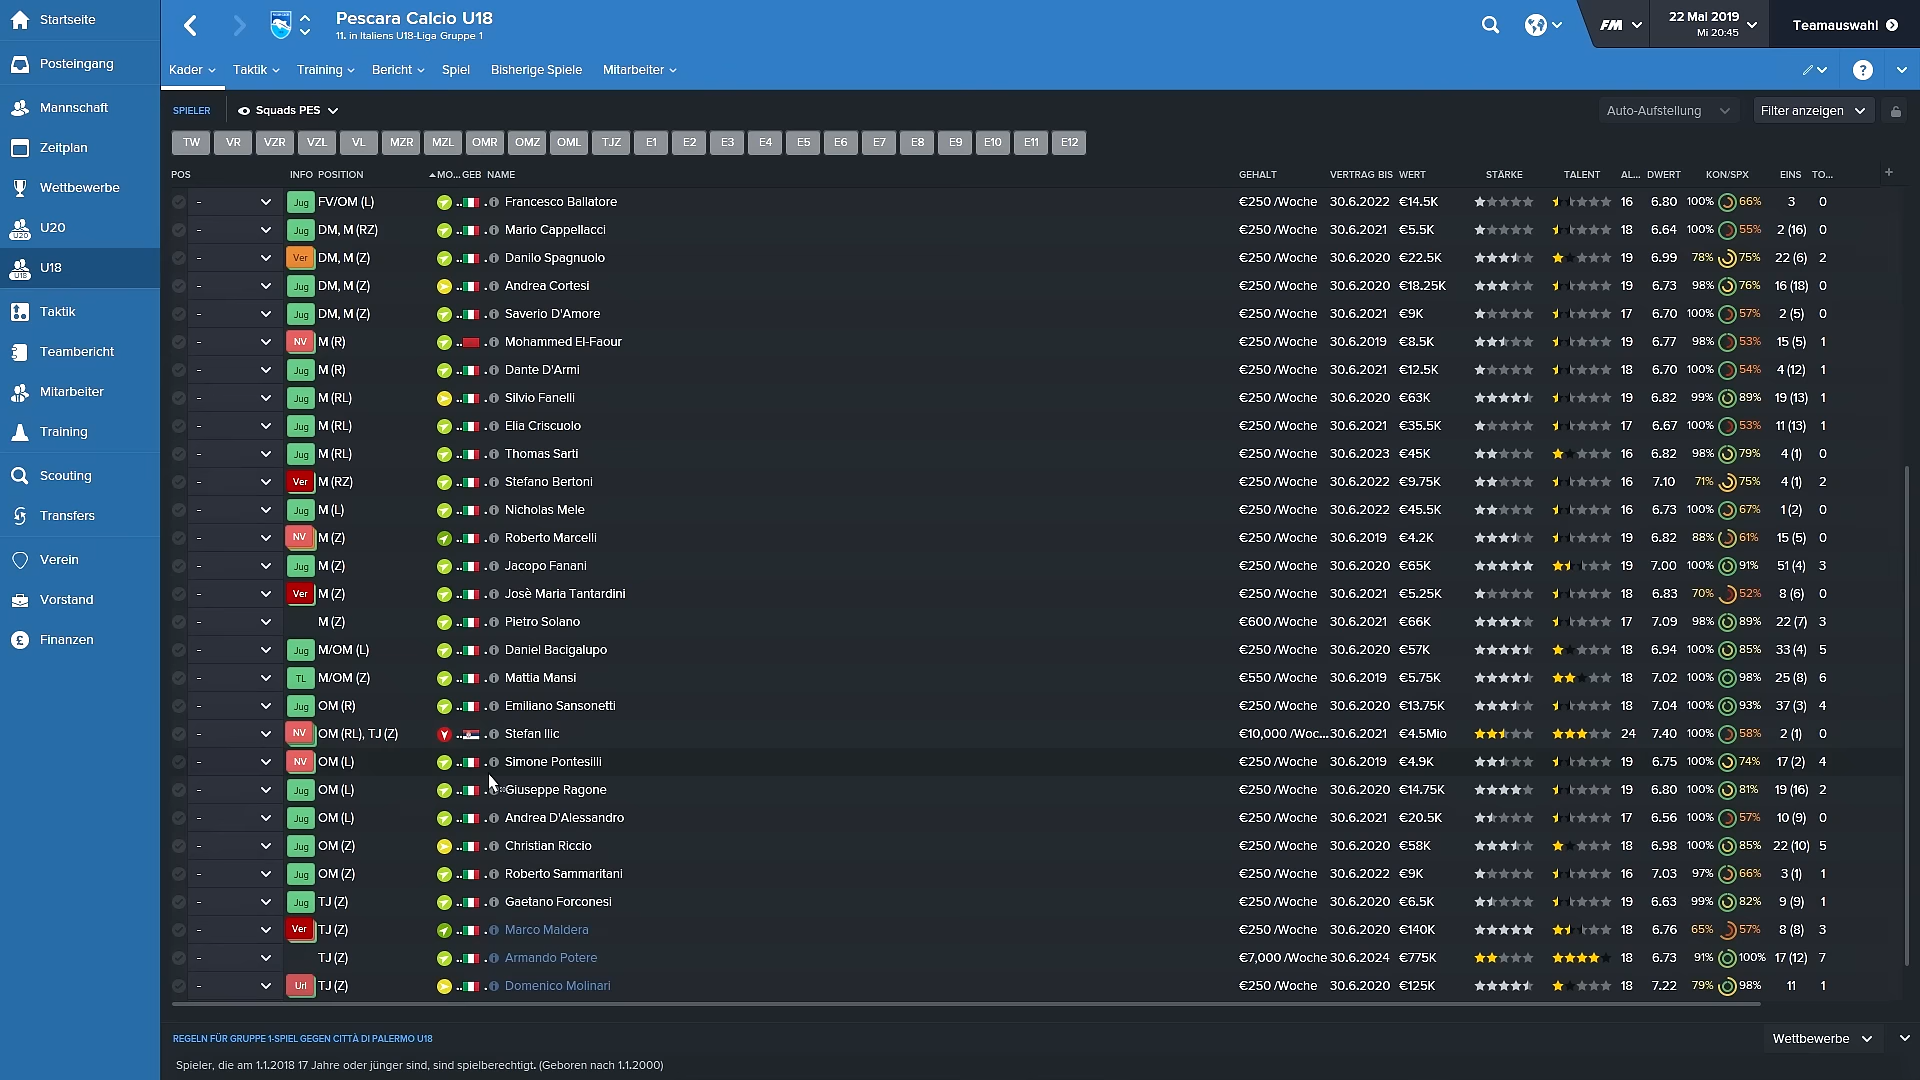 Startseite
Posteingang
Mannschaft
Zeitplan
Wettbewerbe
U20
U18
Taktik
Teambericht
Mitarbeiter
Training
Scouting
Transfers
Verein
Vorstand
Finanzen
Pescara Calcio U18
11. in Italiens U18-Liga Gruppe 1
FM
22 Mai 2019
Mi 20:45
Teamauswahl
Kader Taktik Training Bericht Spiel Bisherige Spiele Mitarbeiter
SPIELER Squads PES Auto-Aufstellung Filter anzeigen
TW VR VZR VZL VL MZR MZL OMR OMZ OML TJZ E1 E2 E3 E4 E5 E6 E7 E8 E9 E10 E11 E12
POS INFO POSITION MO... GEB NAME GEHALT VERTRAG BIS WERT STÄRKE TALENT AL... DWERT KON/SPX EINS TO... +
- Jug FV/OM (L) Francesco Ballatore €250 /Woche 30.6.2022 €14.5K 16 6.80 100% 66% 3 0
- Jug DM, M (RZ) Mario Cappellacci €250 /Woche 30.6.2021 €5.5K 18 6.64 100% 55% 2 (16) 0
- Ver DM, M (Z) Danilo Spagnuolo €250 /Woche 30.6.2020 €22.5K 19 6.99 78% 75% 22 (6) 2
- Jug DM, M (Z) Andrea Cortesi €250 /Woche 30.6.2020 €18.25K 19 6.73 98% 76% 16 (18) 0
- Jug DM, M (Z) Saverio D'Amore €250 /Woche 30.6.2021 €9K 17 6.70 100% 57% 2 (5) 0
- NV M (R) Mohammed El-Faour €250 /Woche 30.6.2019 €8.5K 19 6.77 98% 53% 15 (5) 1
- Jug M (R) Dante D'Armi €250 /Woche 30.6.2021 €12.5K 18 6.70 100% 54% 4 (12) 1
- Jug M (RL) Silvio Fanelli €250 /Woche 30.6.2020 €63K 19 6.82 99% 89% 19 (13) 1
- Jug M (RL) Elia Criscuolo €250 /Woche 30.6.2021 €35.5K 17 6.67 100% 53% 11 (13) 1
- Jug M (RL) Thomas Sarti €250 /Woche 30.6.2023 €45K 16 6.82 98% 79% 4 (1) 0
- Ver M (RZ) Stefano Bertoni €250 /Woche 30.6.2022 €9.75K 16 7.10 71% 75% 4 (1) 2
- Jug M (L) Nicholas Mele €250 /Woche 30.6.2022 €45.5K 16 6.73 100% 67% 1 (2) 0
- NV M (Z) Roberto Marcelli €250 /Woche 30.6.2019 €4.2K 19 6.82 88% 61% 15 (5) 0
- Jug M (Z) Jacopo Fanani €250 /Woche 30.6.2020 €65K 19 7.00 100% 91% 51 (4) 3
- Ver M (Z) Josè Maria Tantardini €250 /Woche 30.6.2021 €5.25K 18 6.83 70% 52% 8 (6) 0
- M (Z) Pietro Solano €600 /Woche 30.6.2021 €66K 17 7.09 98% 89% 22 (7) 3
- Jug M/OM (L) Daniel Bacigalupo €250 /Woche 30.6.2020 €57K 18 6.94 100% 85% 33 (4) 5
- TL M/OM (Z) Mattia Mansi €550 /Woche 30.6.2019 €5.75K 18 7.02 100% 98% 25 (8) 6
- Jug OM (R) Emiliano Sansonetti €250 /Woche 30.6.2020 €13.75K 18 7.04 100% 93% 37 (3) 4
- NV OM (RL), TJ (Z) Stefan Ilic €10,000 /Woc... 30.6.2021 €4.5Mio 24 7.40 100% 58% 2 (1) 0
- NV OM (L) Simone Pontesilli €250 /Woche 30.6.2019 €4.9K 19 6.75 100% 74% 17 (2) 4
- Jug OM (L) Giuseppe Ragone €250 /Woche 30.6.2020 €14.75K 19 6.80 100% 81% 19 (16) 2
- Jug OM (L) Andrea D'Alessandro €250 /Woche 30.6.2021 €20.5K 17 6.56 100% 57% 10 (9) 0
- Jug OM (Z) Christian Riccio €250 /Woche 30.6.2020 €58K 18 6.98 100% 85% 22 (10) 5
- Jug OM (Z) Roberto Sammaritani €250 /Woche 30.6.2022 €9K 16 7.03 97% 66% 3 (1) 1
- Jug TJ (Z) Gaetano Forconesi €250 /Woche 30.6.2020 €6.5K 19 6.63 99% 82% 9 (9) 1
- Ver TJ (Z) Marco Maldera €250 /Woche 30.6.2020 €140K 18 6.76 65% 57% 8 (8) 3
- TJ (Z) Armando Potere €7,000 /Woche 30.6.2024 €775K 18 6.73 91% 100% 17 (12) 7
- Url TJ (Z) Domenico Molinari €250 /Woche 30.6.2020 €125K 18 7.22 79% 98% 11 1
REGELN FÜR GRUPPE 1-SPIEL GEGEN CITTÀ DI PALERMO U18 Wettbewerbe
Spieler, die am 1.1.2018 17 Jahre oder jünger sind, sind spielberechtigt. (Geboren nach 1.1.2000)